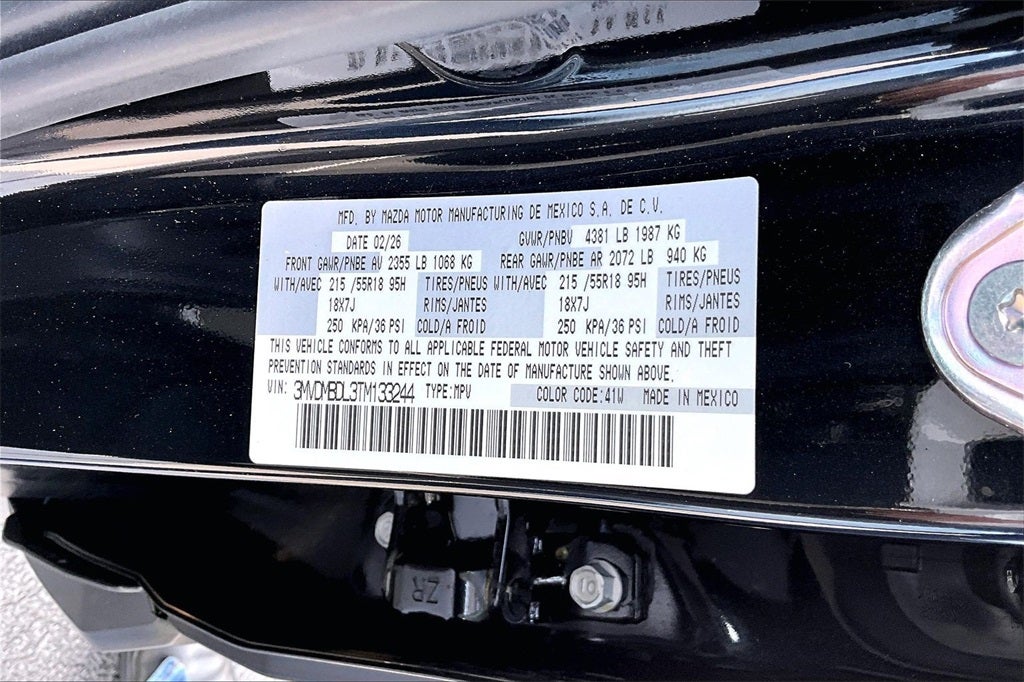 MFD. BY MAZDA MOTOR MANUFACTURING DE MEXICO S.A. DE C.V.
DATE 02/26 GVWR/PNBV 4381 LB 1987 KG
FRONT GAWR/PNBE AV 2355 LB 1068 KG REAR GAWR/PNBE AR 2072 LB 940 KG
WITH/AVEC 215 /55R18 95H TIRES/PNEUS WITH/AVEC 215 /55R18 95H TIRES/PNEUS
18X7J RIMS/JANTES 18X7J RIMS/JANTES
250 KPA/36 PSI COLD/A FROID 250 KPA/36 PSI COLD/A FROID
THIS VEHICLE CONFORMS TO ALL APPLICABLE FEDERAL MOTOR VEHICLE SAFETY AND THEFT
PREVENTION STANDARDS IN EFFECT ON THE DATE OF MANUFACTURE SHOWN ABOVE.
VIN: 3MVDMBDL3TM133244 TYPE:MPV COLOR CODE:41W MADE IN MEXICO
ZR
10